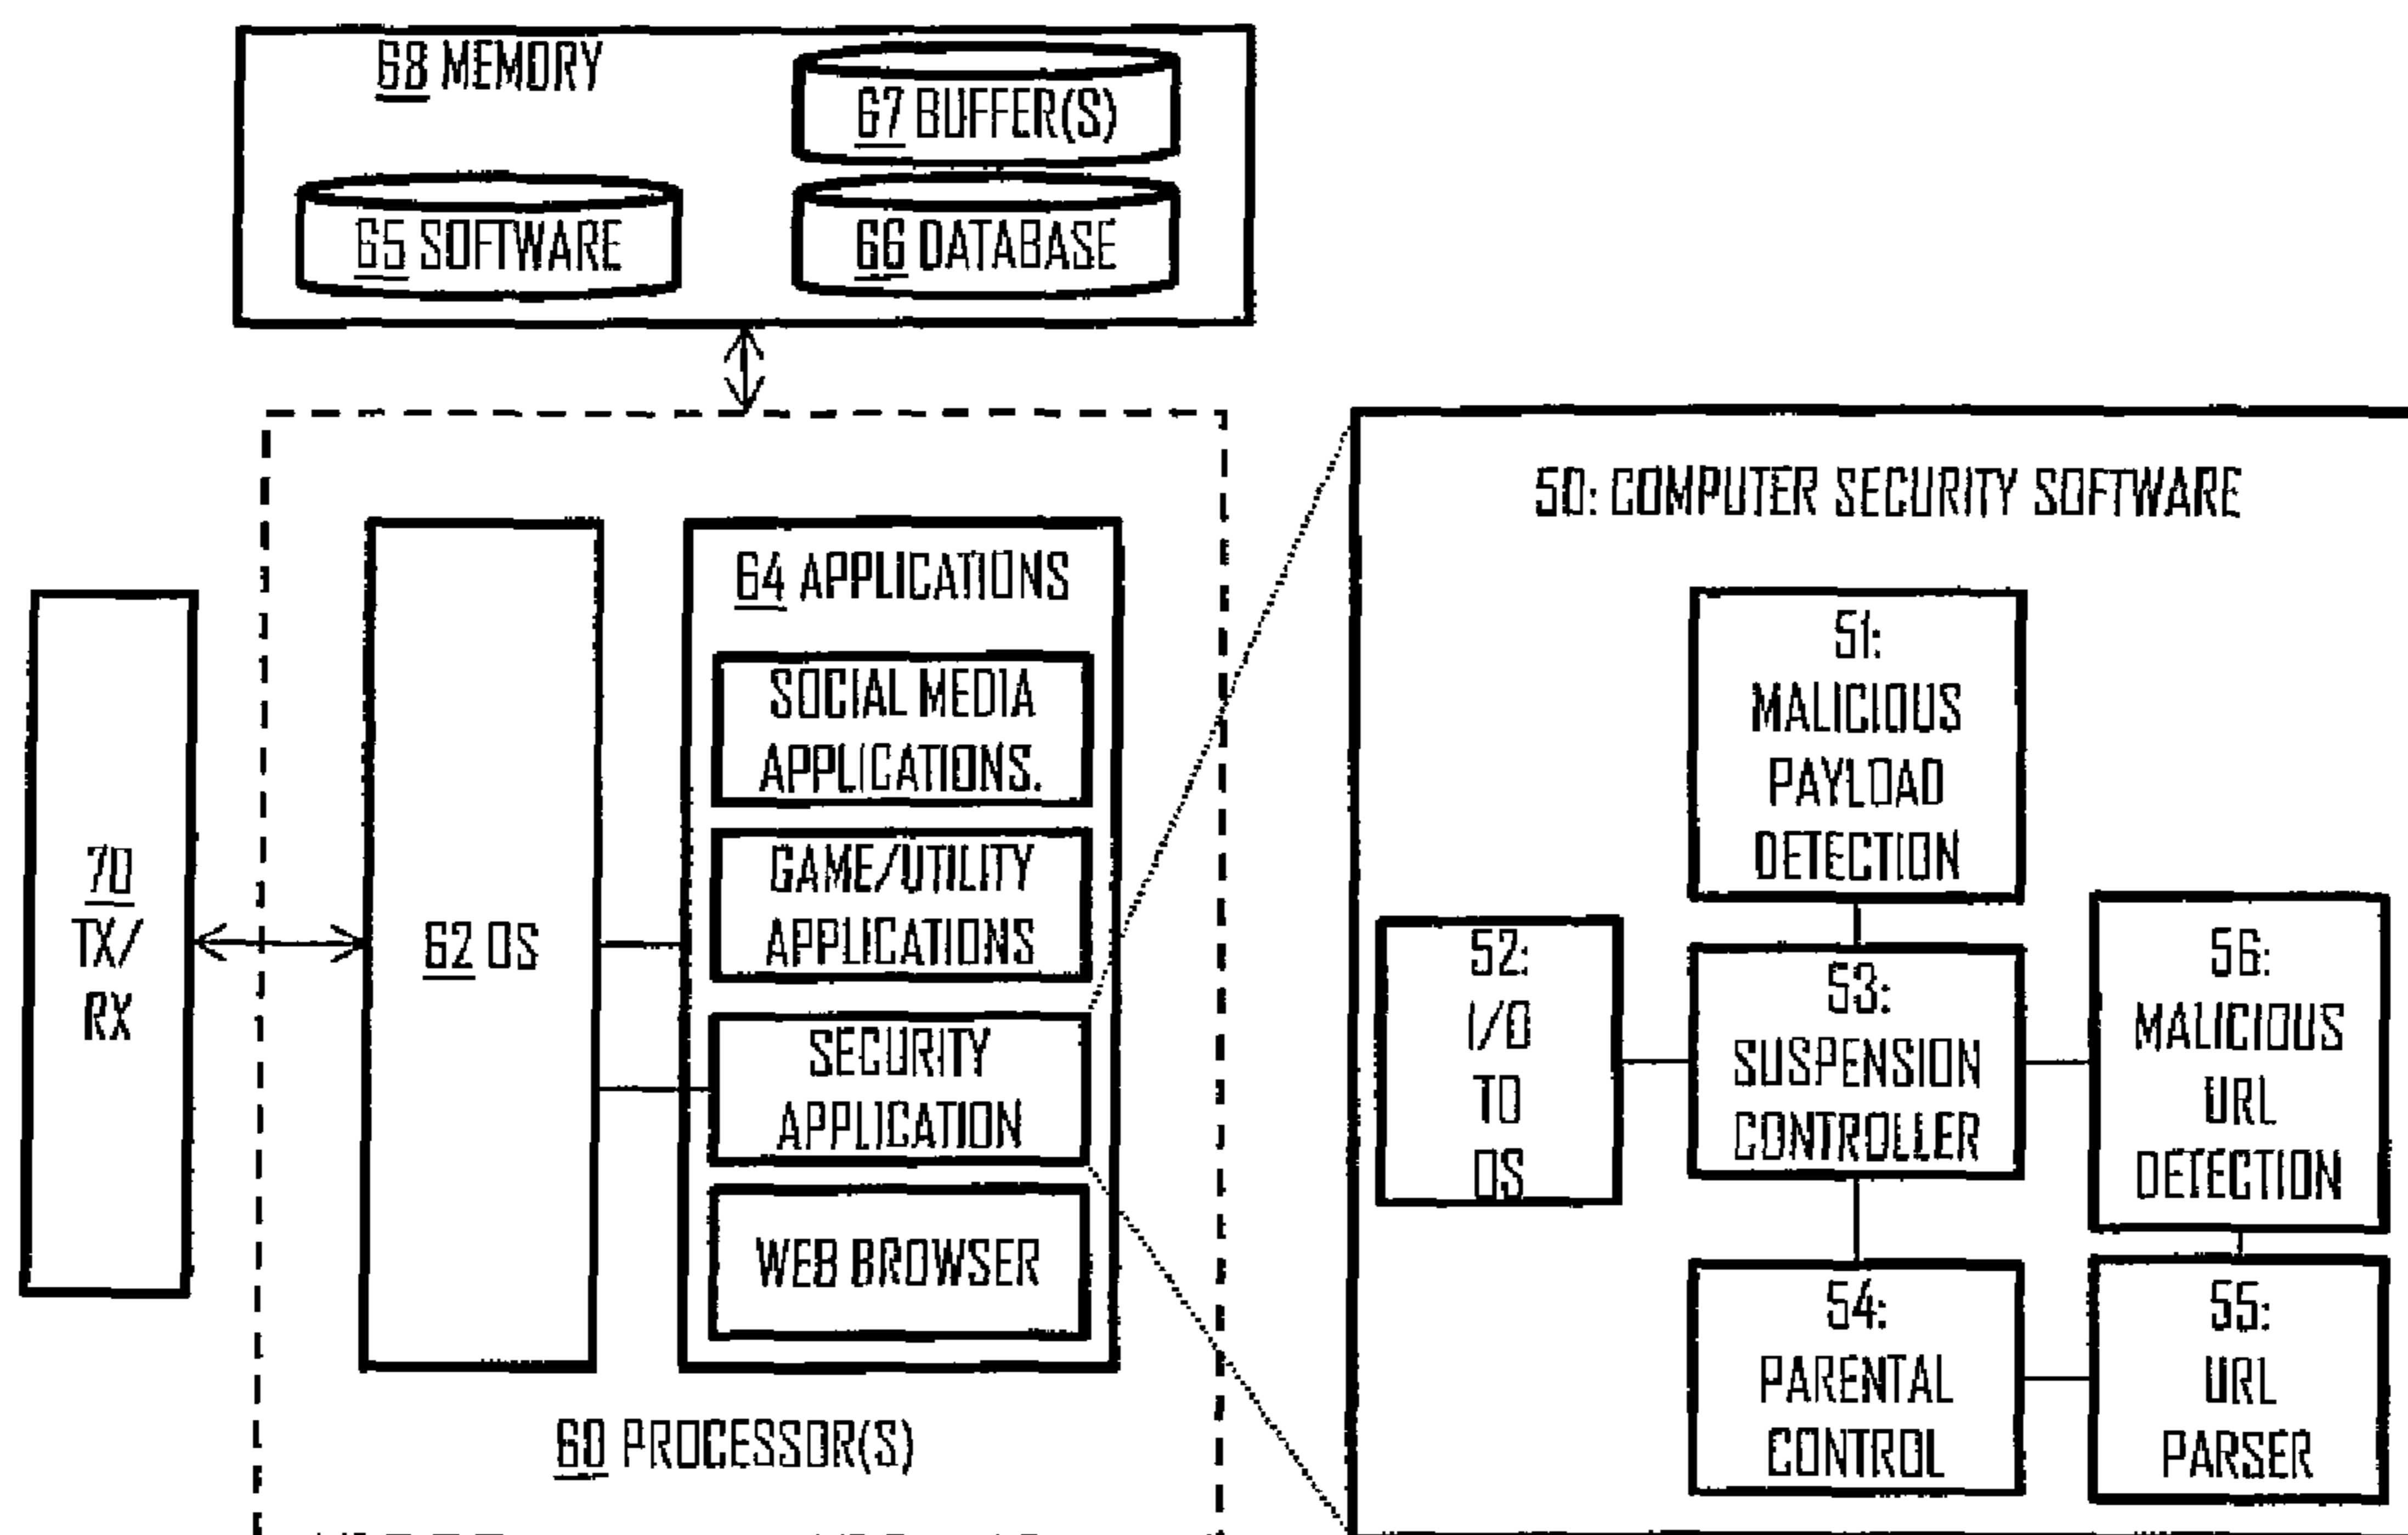 68 MEMORY
67 BUFFER(S)
65 SOFTWARE
66 DATABASE
70
TX/
RX
62 OS
64 APPLICATIONS
SOCIAL MEDIA
APPLICATIONS.
GAME/UTILITY
APPLICATIONS
SECURITY
APPLICATION
WEB BROWSER
60 PROCESSOR(S)
50: COMPUTER SECURITY SOFTWARE
51:
MALICIOUS
PAYLOAD
DETECTION
52:
I/O
TO
OS
53:
SUSPENSION
CONTROLLER
56:
MALICIOUS
URL
DETECTION
54:
PARENTAL
CONTROL
55:
URL
PARSER